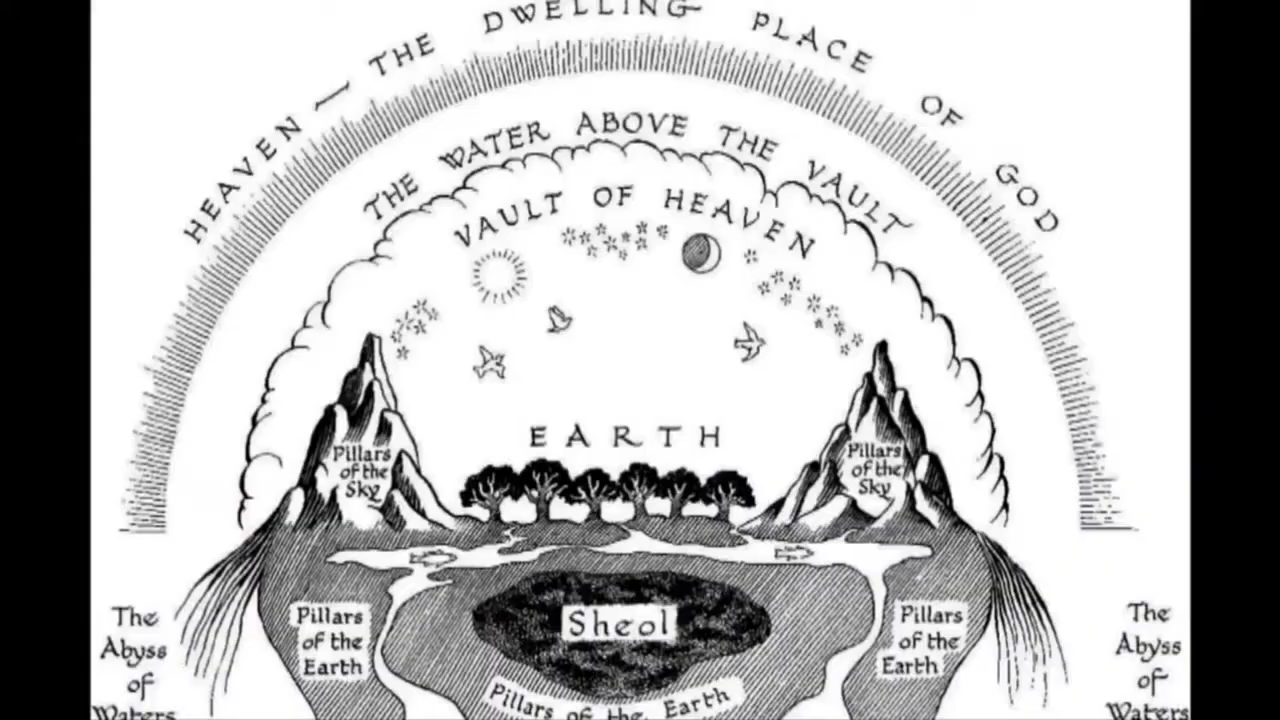 HEAVEN — THE DWELLING PLACE OF GOD
THE WATER ABOVE THE VAULT
VAULT OF HEAVEN
EARTH
Pillars
of the
Sky
Pillars
of the
Sky
Sheol
Pillars
of the
Earth
Pillars
of the
Earth
Pillars of the Earth
The
Abyss
of
Waters
The
Abyss
of
Waters